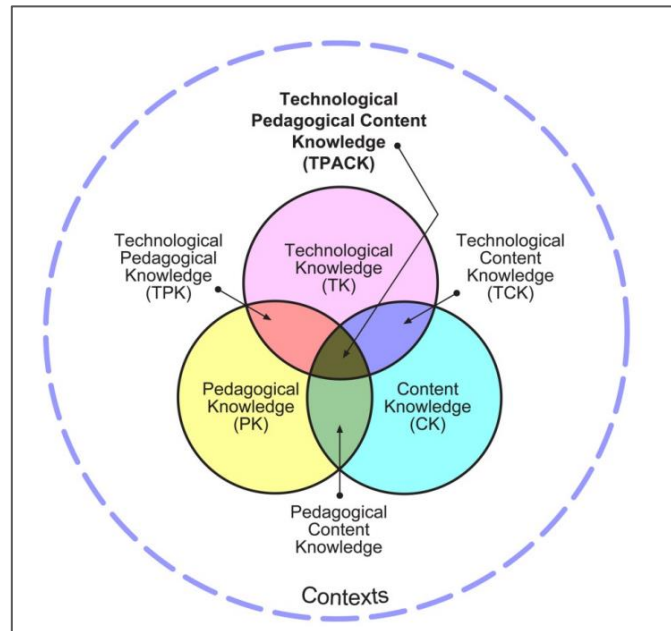 Technological
Pedagogical Content
Knowledge
(TPACK)
Technological
Pedagogical
Knowledge
(TPK)
Technological
Knowledge
(TK)
Technological
Content
Knowledge
(TCK)
Pedagogical
Knowledge
(PK)
Content
Knowledge
(CK)
Pedagogical
Content
Knowledge
Contexts